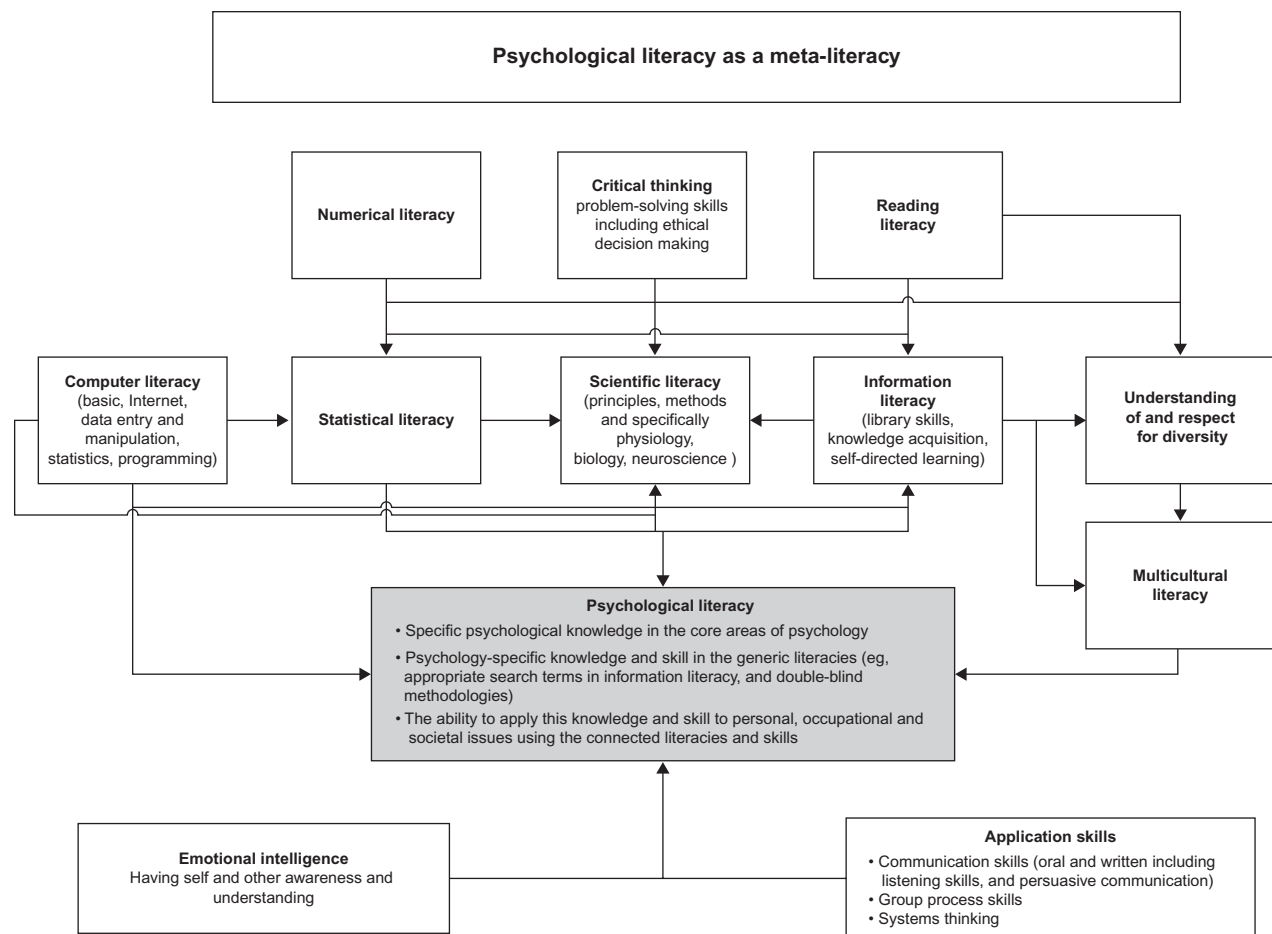 Psychological literacy as a meta-literacy
Numerical literacy
Critical thinking
problem-solving skills
including ethical
decision making
Reading
literacy
Computer literacy
(basic, Internet,
data entry and
manipulation,
statistics, programming)
Statistical literacy
Scientific literacy
(principles, methods
and specifically
physiology,
biology, neuroscience )
Information
literacy
(library skills,
knowledge acquisition,
self-directed learning)
Understanding
of and respect
for diversity
Multicultural
literacy
Psychological literacy
• Specific psychological knowledge in the core areas of psychology
• Psychology-specific knowledge and skill in the generic literacies (eg,
appropriate search terms in information literacy, and double-blind
methodologies)
• The ability to apply this knowledge and skill to personal, occupational and
societal issues using the connected literacies and skills
Emotional intelligence
Having self and other awareness and
understanding
Application skills
• Communication skills (oral and written including
listening skills, and persuasive communication)
• Group process skills
• Systems thinking